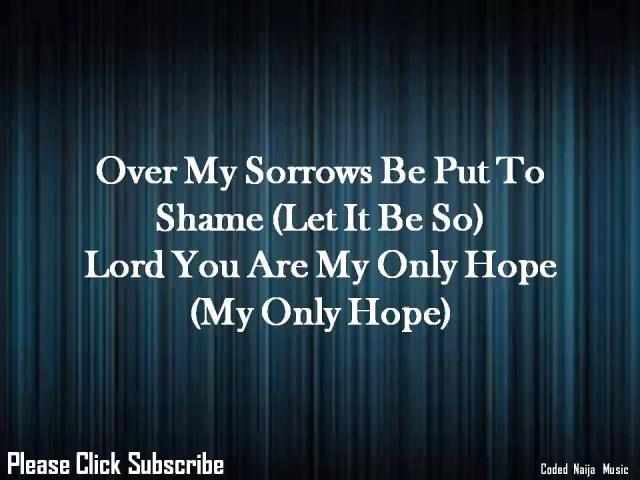 Over My Sorrows Be Put To
Shame (Let It Be So)
Lord You Are My Only Hope
(My Only Hope)
Please Click Subscribe
Coded Naija Music